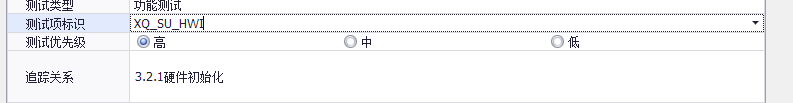 测试类型 功能测试
测试项标识 XQ_SU_HWI
测试优先级 高 中 低
追踪关系 3.2.1硬件初始化